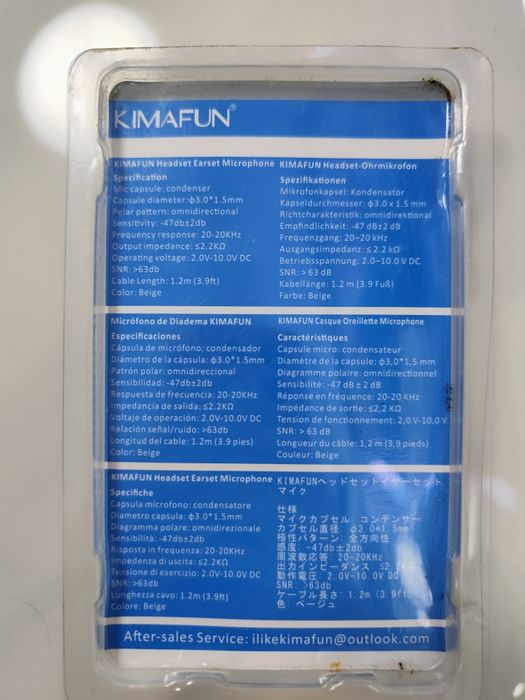 KIMAFUN®
KIMAFUN Headset Earset Microphone
Specification
Mic capsule: condenser
Capsule diameter:φ3.0*1.5mm
Polar pattern: omnidirectional
Sensitivity: -47db±2db
Frequency response: 20-20KHz
Output impedance: ≤2.2KΩ
Operating voltage: 2.0V-10.0V DC
SNR: >63db
Cable Length: 1.2m (3.9ft)
Color: Beige
KIMAFUN Headset-Ohrmikrofon
Spezifikationen
Mikrofonkapsel: Kondensator
Kapseldurchmesser: φ3.0 x 1.5 mm
Richtcharakteristik: omnidirektional
Empfindlichkeit: -47 dB±2 dB
Frequenzgang: 20–20 kHz
Ausgangsimpedanz: ≤ 2.2 kΩ
Betriebsspannung: 2.0–10.0 V DC
SNR: > 63 dB
Kabellänge: 1.2 m (3.9 Fuß)
Farbe: Beige
Micrófono de Diadema KIMAFUN
Especificaciones
Cápsula de micrófono: condensador
Diámetro de la cápsula: φ3.0*1.5mm
Patrón polar: omnidireccional
Sensibilidad: -47db±2db
Respuesta de frecuencia: 20-20KHz
Impedancia de salida: ≤2.2KΩ
Voltaje de operación: 2.0V-10.0V DC
Relación señal/ruido: >63db
Longitud del cable: 1.2m (3.9 pies)
Color: Beige
KIMAFUN Casque Oreillette Microphone
Caractéristiques
Capsule micro: condensateur
Diamètre de la capsule: φ3,0*1,5 mm
Diagramme polaire: omnidirectionnel
Sensibilité: -47 dB ± 2 dB
Réponse en fréquence: 20-20 KHz
Impédance de sortie: ≤2,2 KΩ
Tension de fonctionnement: 2,0 V-10,0 V
SNR: > 63 dB
Longueur du câble: 1,2 m (3,9 pieds)
Couleur: Beige
KIMAFUN Headset Earset Microphone
Specifiche
Capsula microfono: condensatore
Diametro capsula: φ3.0*1.5mm
Diagramma polare: omnidirezionale
Sensibilità: -47db±2db
Risposta in frequenza: 20-20KHz
Impedenza di uscita: ≤2.2KΩ
Tensione di esercizio: 2.0V-10.0V DC
SNR: >63db
Lunghezza cavo: 1.2m (3.9ft)
Colore: Beige
KIMAFUNヘッドセットイヤーセット
マイク
仕様
マイクカプセル: コンデンサー
カプセル直径: φ3.0*1.5mm
極性パターン: 全方向性
感度: -47db±2db
周波数応答: 20-20KHz
出力インピーダンス: ≤2.2KΩ
動作電圧: 2.0V-10.0V DC
SNR: >63db
ケーブル長さ: 1.2m (3.9ft)
色: ベージュ
After-sales Service: ilikekimafun@outlook.com